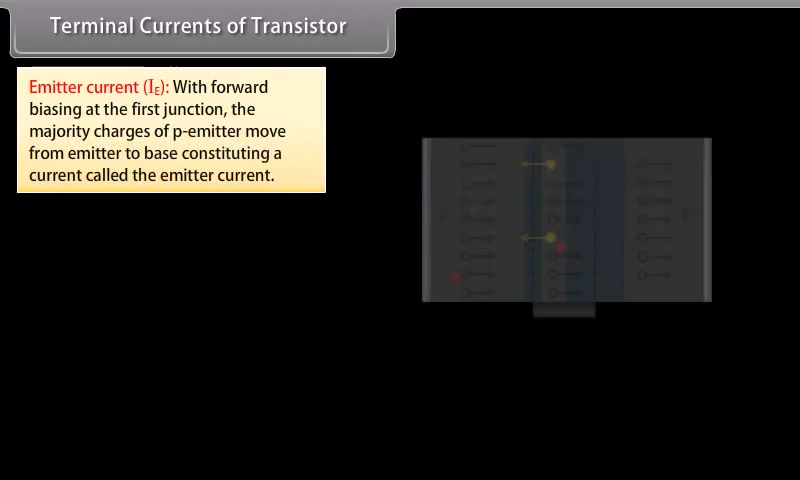 Terminal Currents of Transistor
Emitter current (IE): With forward
biasing at the first junction, the
majority charges of p-emitter move
from emitter to base constituting a
current called the emitter current.